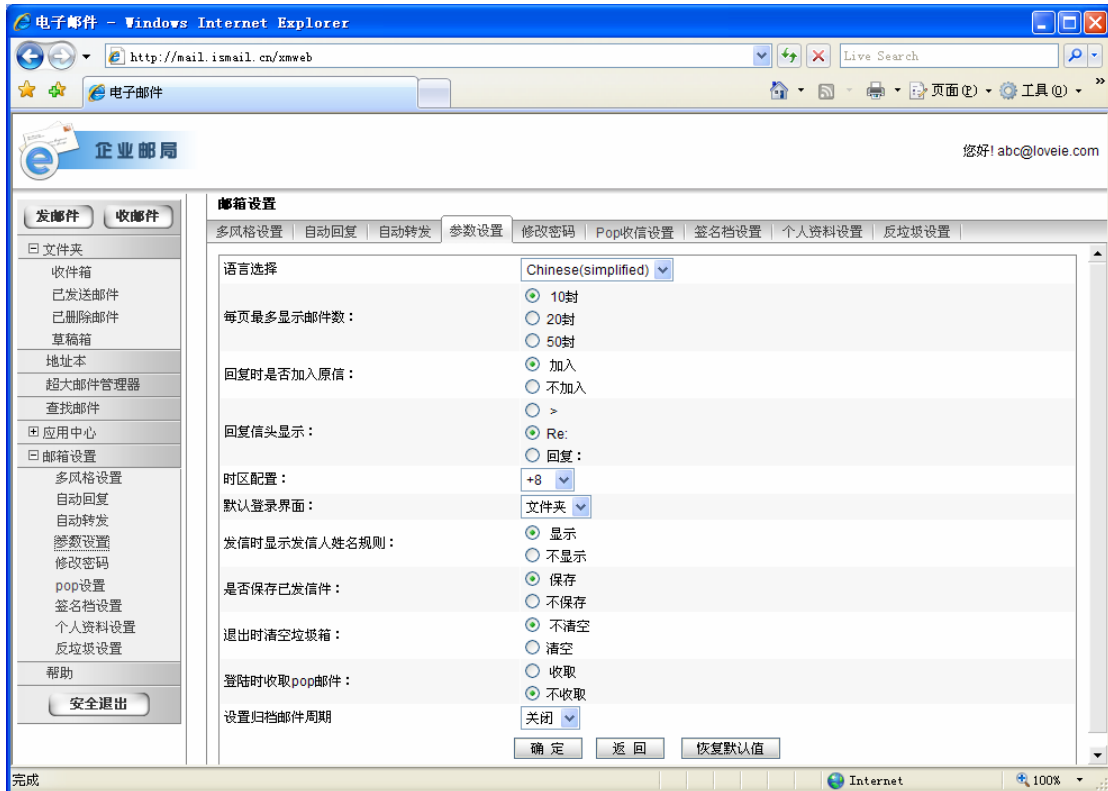 电子邮件 - Windows Internet Explorer
http://mail.ismail.cn/xmweb
Live Search
电子邮件
页面(P)
工具(O)
»
企业邮局
您好! abc@loveie.com
发邮件 收邮件
文件夹
收件箱
已发送邮件
已删除邮件
草稿箱
地址本
超大邮件管理器
查找邮件
应用中心
邮箱设置
多风格设置
自动回复
自动转发
参数设置
修改密码
pop设置
签名档设置
个人资料设置
反垃圾设置
帮助
安全退出
邮箱设置
多风格设置 自动回复 自动转发 参数设置 修改密码 Pop收信设置 签名档设置 个人资料设置 反垃圾设置
语言选择 Chinese(simplified)
每页最多显示邮件数：
10封
20封
50封
回复时是否加入原信：
加入
不加入
回复信头显示：
>
Re:
回复：
时区配置： +8
默认登录界面： 文件夹
发信时显示发信人姓名规则：
显示
不显示
是否保存已发信件：
保存
不保存
退出时清空垃圾箱：
不清空
清空
登陆时收取pop邮件：
收取
不收取
设置归档邮件周期 关闭
确 定 返 回 恢复默认值
完成 Internet 100%